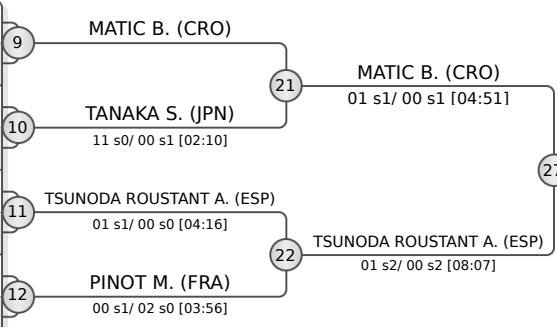 MATIC B. (CRO)
9
21
MATIC B. (CRO)
01 s1/ 00 s1 [04:51]
TANAKA S. (JPN)
10
11 s0/ 00 s1 [02:10]
27
TSUNODA ROUSTANT A. (ESP)
11
01 s1/ 00 s0 [04:16]
22
TSUNODA ROUSTANT A. (ESP)
01 s2/ 00 s2 [08:07]
PINOT M. (FRA)
12
00 s1/ 02 s0 [03:56]